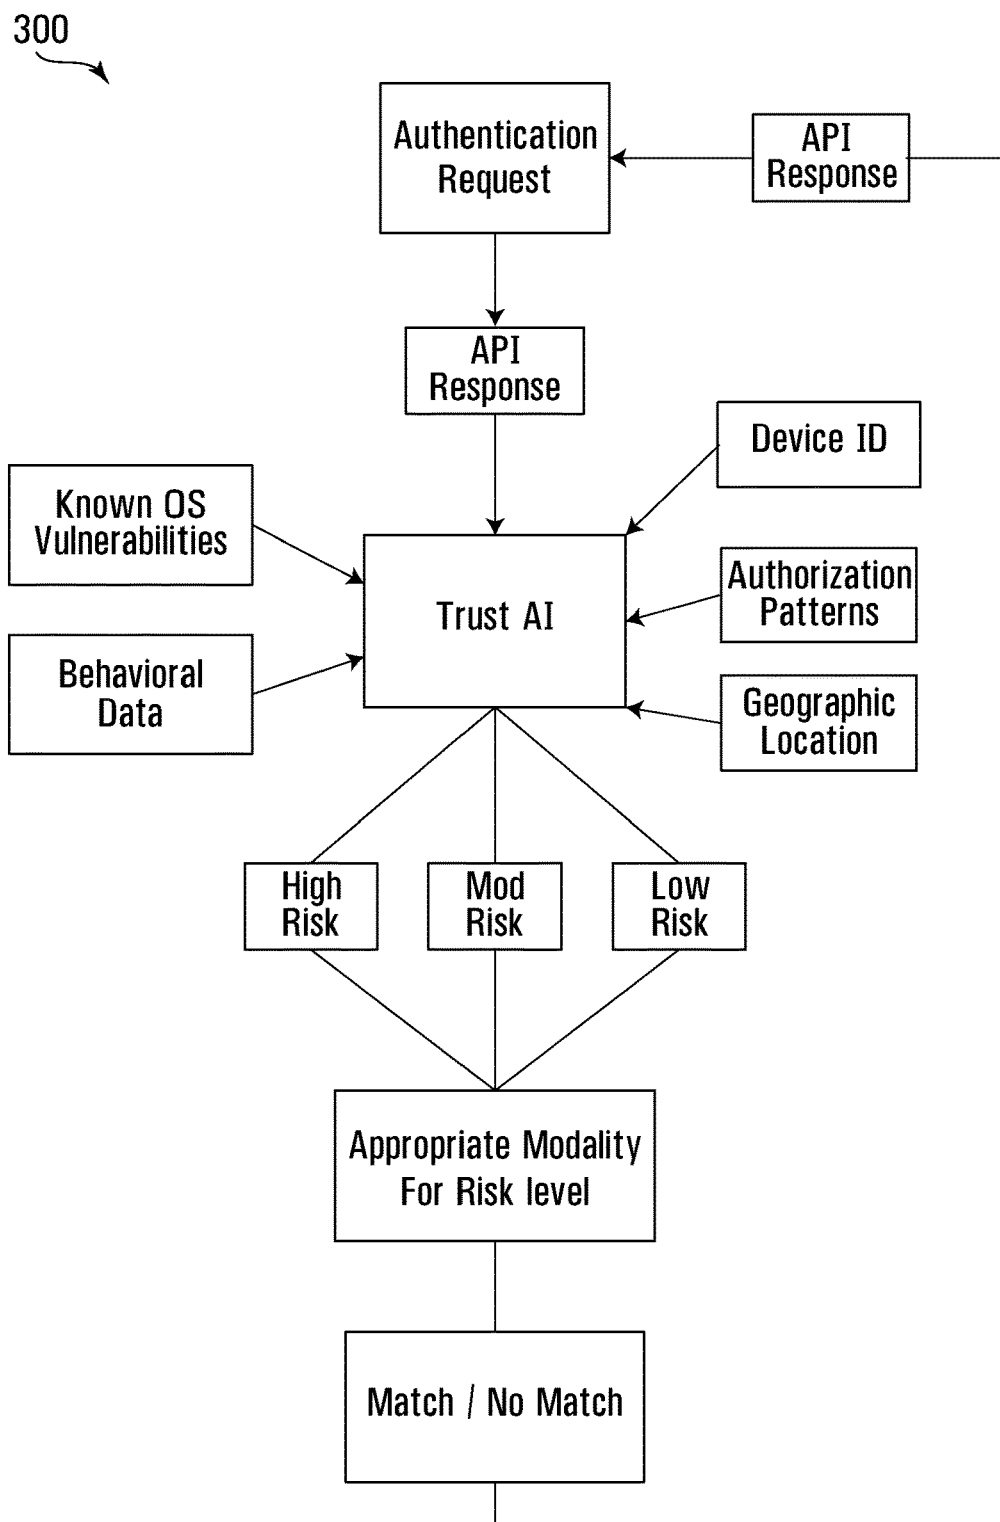 300
Authentication
Request
API
Response
API
Response
Device ID
Known OS
Vulnerabilities
Trust AI
Authorization
Patterns
Behavioral
Data
Geographic
Location
High
Risk
Mod
Risk
Low
Risk
Appropriate Modality
For Risk level
Match / No Match